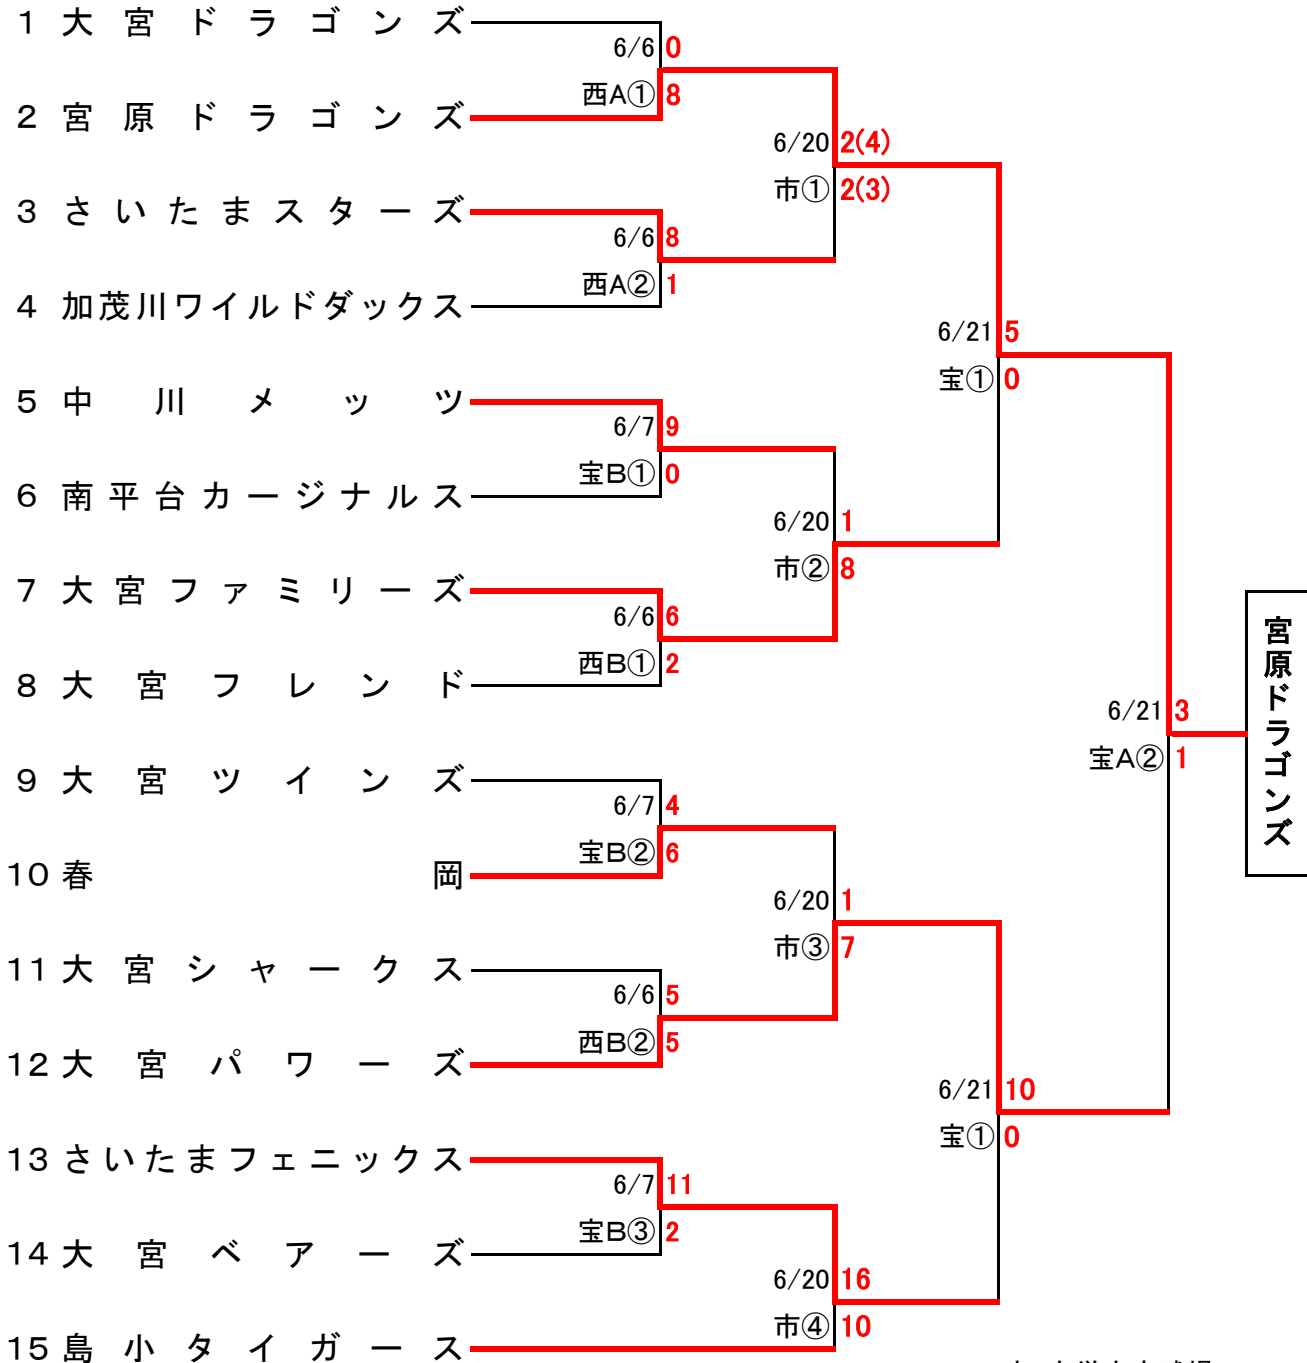 1 大宮ドラゴンズ
6/6 0
西A① 8
2 宮原ドラゴンズ
6/20 2(4)
市① 2(3)
3 さいたまスターズ
6/6 8
西A② 1
4 加茂川ワイルドダックス
6/21 5
宝① 0
5 中川メッツ
6/7 9
宝B① 0
6 南平台カージナルス
6/20 1
市② 8
7 大宮ファミリーズ
6/6 6
西B① 2
8 大宮フレンド
6/21 3
宝A② 1
宮原ドラゴンズ
9 大宮ツインズ
6/7 4
宝B② 6
10 春岡
6/20 1
市③ 7
11 大宮シャークス
6/6 5
西B② 5
12 大宮パワーズ
6/21 10
宝① 0
13 さいたまフェニックス
6/7 11
宝B③ 2
14 大宮ベアーズ
6/20 16
市④ 10
15 島小タイガース